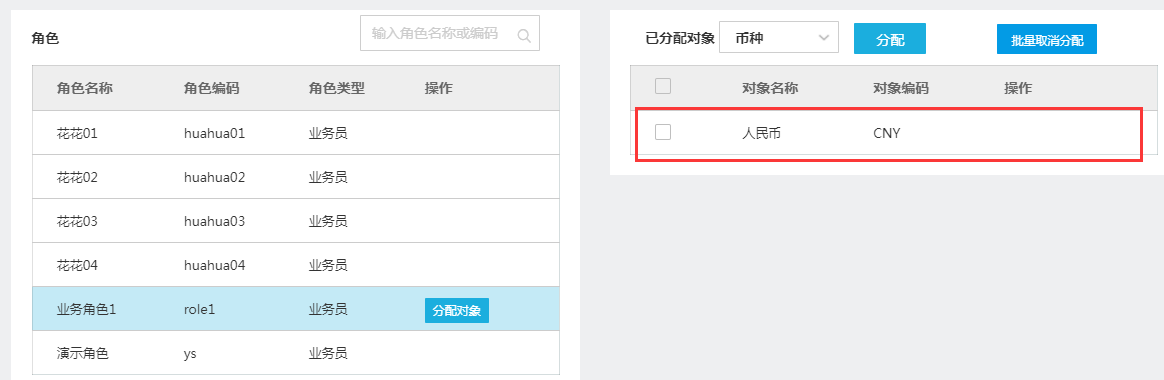 角色
输入角色名称或编码
角色名称 角色编码 角色类型 操作
花花01 huahua01 业务员
花花02 huahua02 业务员
花花03 huahua03 业务员
花花04 huahua04 业务员
业务角色1 role1 业务员 分配对象
演示角色 ys 业务员
已分配对象 币种 分配 批量取消分配
对象名称 对象编码 操作
人民币 CNY